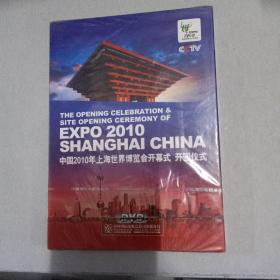 CCTV
THE OPENING CELEBRATION &
SITE OPENING CEREMONY OF
EXPO 2010
SHANGHAI CHINA
中国2010年上海世界博览会开幕式 开园仪式
DVD